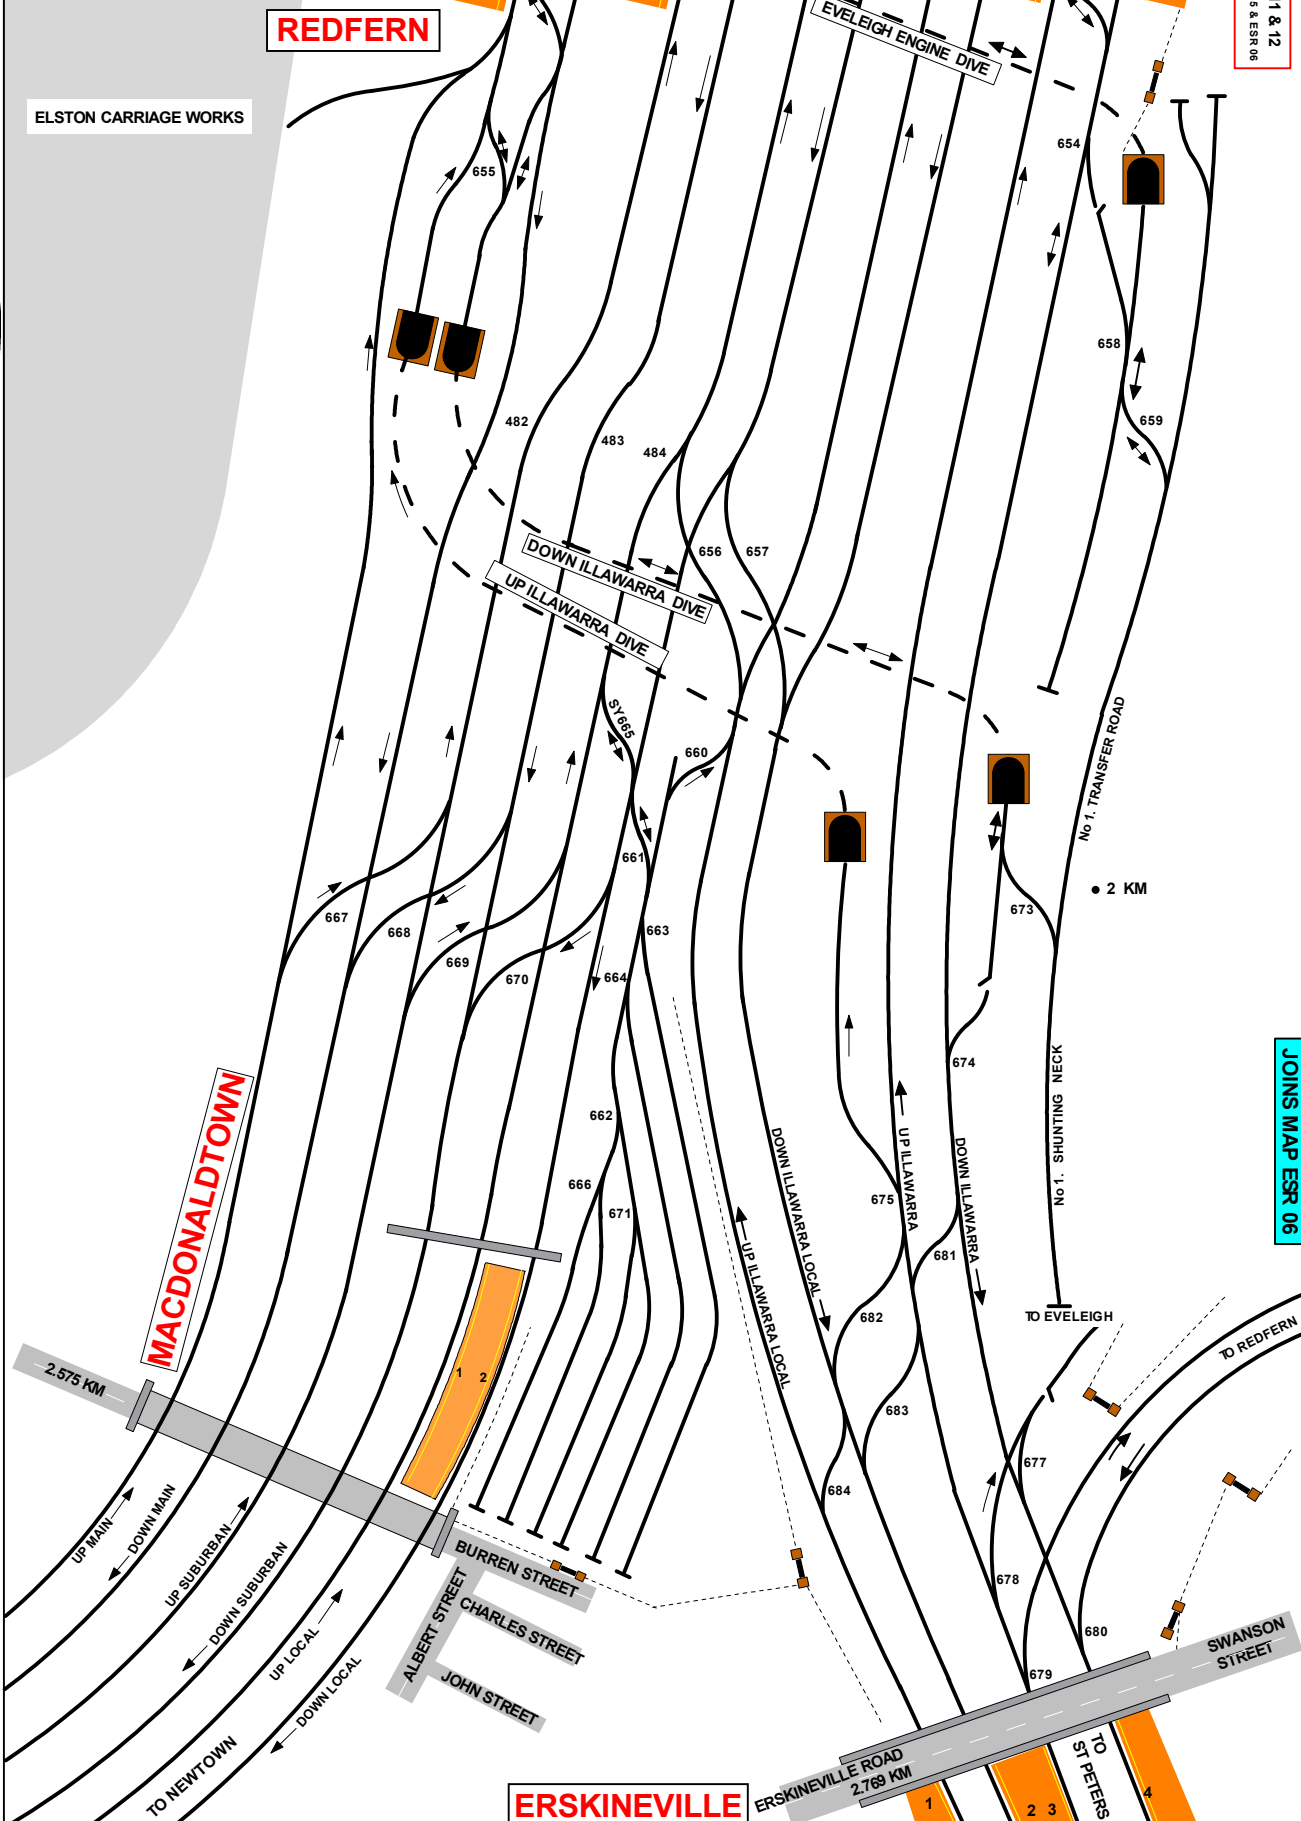 REDFERN
11 & 12
5 & ESR 06
EVELEIGH ENGINE DIVE
ELSTON CARRIAGE WORKS
654
655
658
659
482
483
484
656
657
DOWN ILLAWARRA DIVE
UP ILLAWARRA DIVE
SY665
660
No 1. TRANSFER ROAD
661
2 KM
667
668
669
670
663
664
673
674
JOINS MAP ESR 06
MACDONALDTOWN
662
666
671
675
681
682
683
684
DOWN ILLAWARRA LOCAL
UP ILLAWARRA LOCAL
UP ILLAWARRA
DOWN ILLAWARRA
No 1. SHUNTING NECK
TO EVELEIGH
TO REDFERN
2.575 KM
1
2
677
678
679
680
UP MAIN
DOWN MAIN
UP SUBURBAN
DOWN SUBURBAN
UP LOCAL
DOWN LOCAL
TO NEWTOWN
BURREN STREET
ALBERT STREET
CHARLES STREET
JOHN STREET
SWANSON
STREET
ERSKINEVILLE ROAD
2.769 KM
TO
ST PETERS
ERSKINEVILLE
1
2
3
4